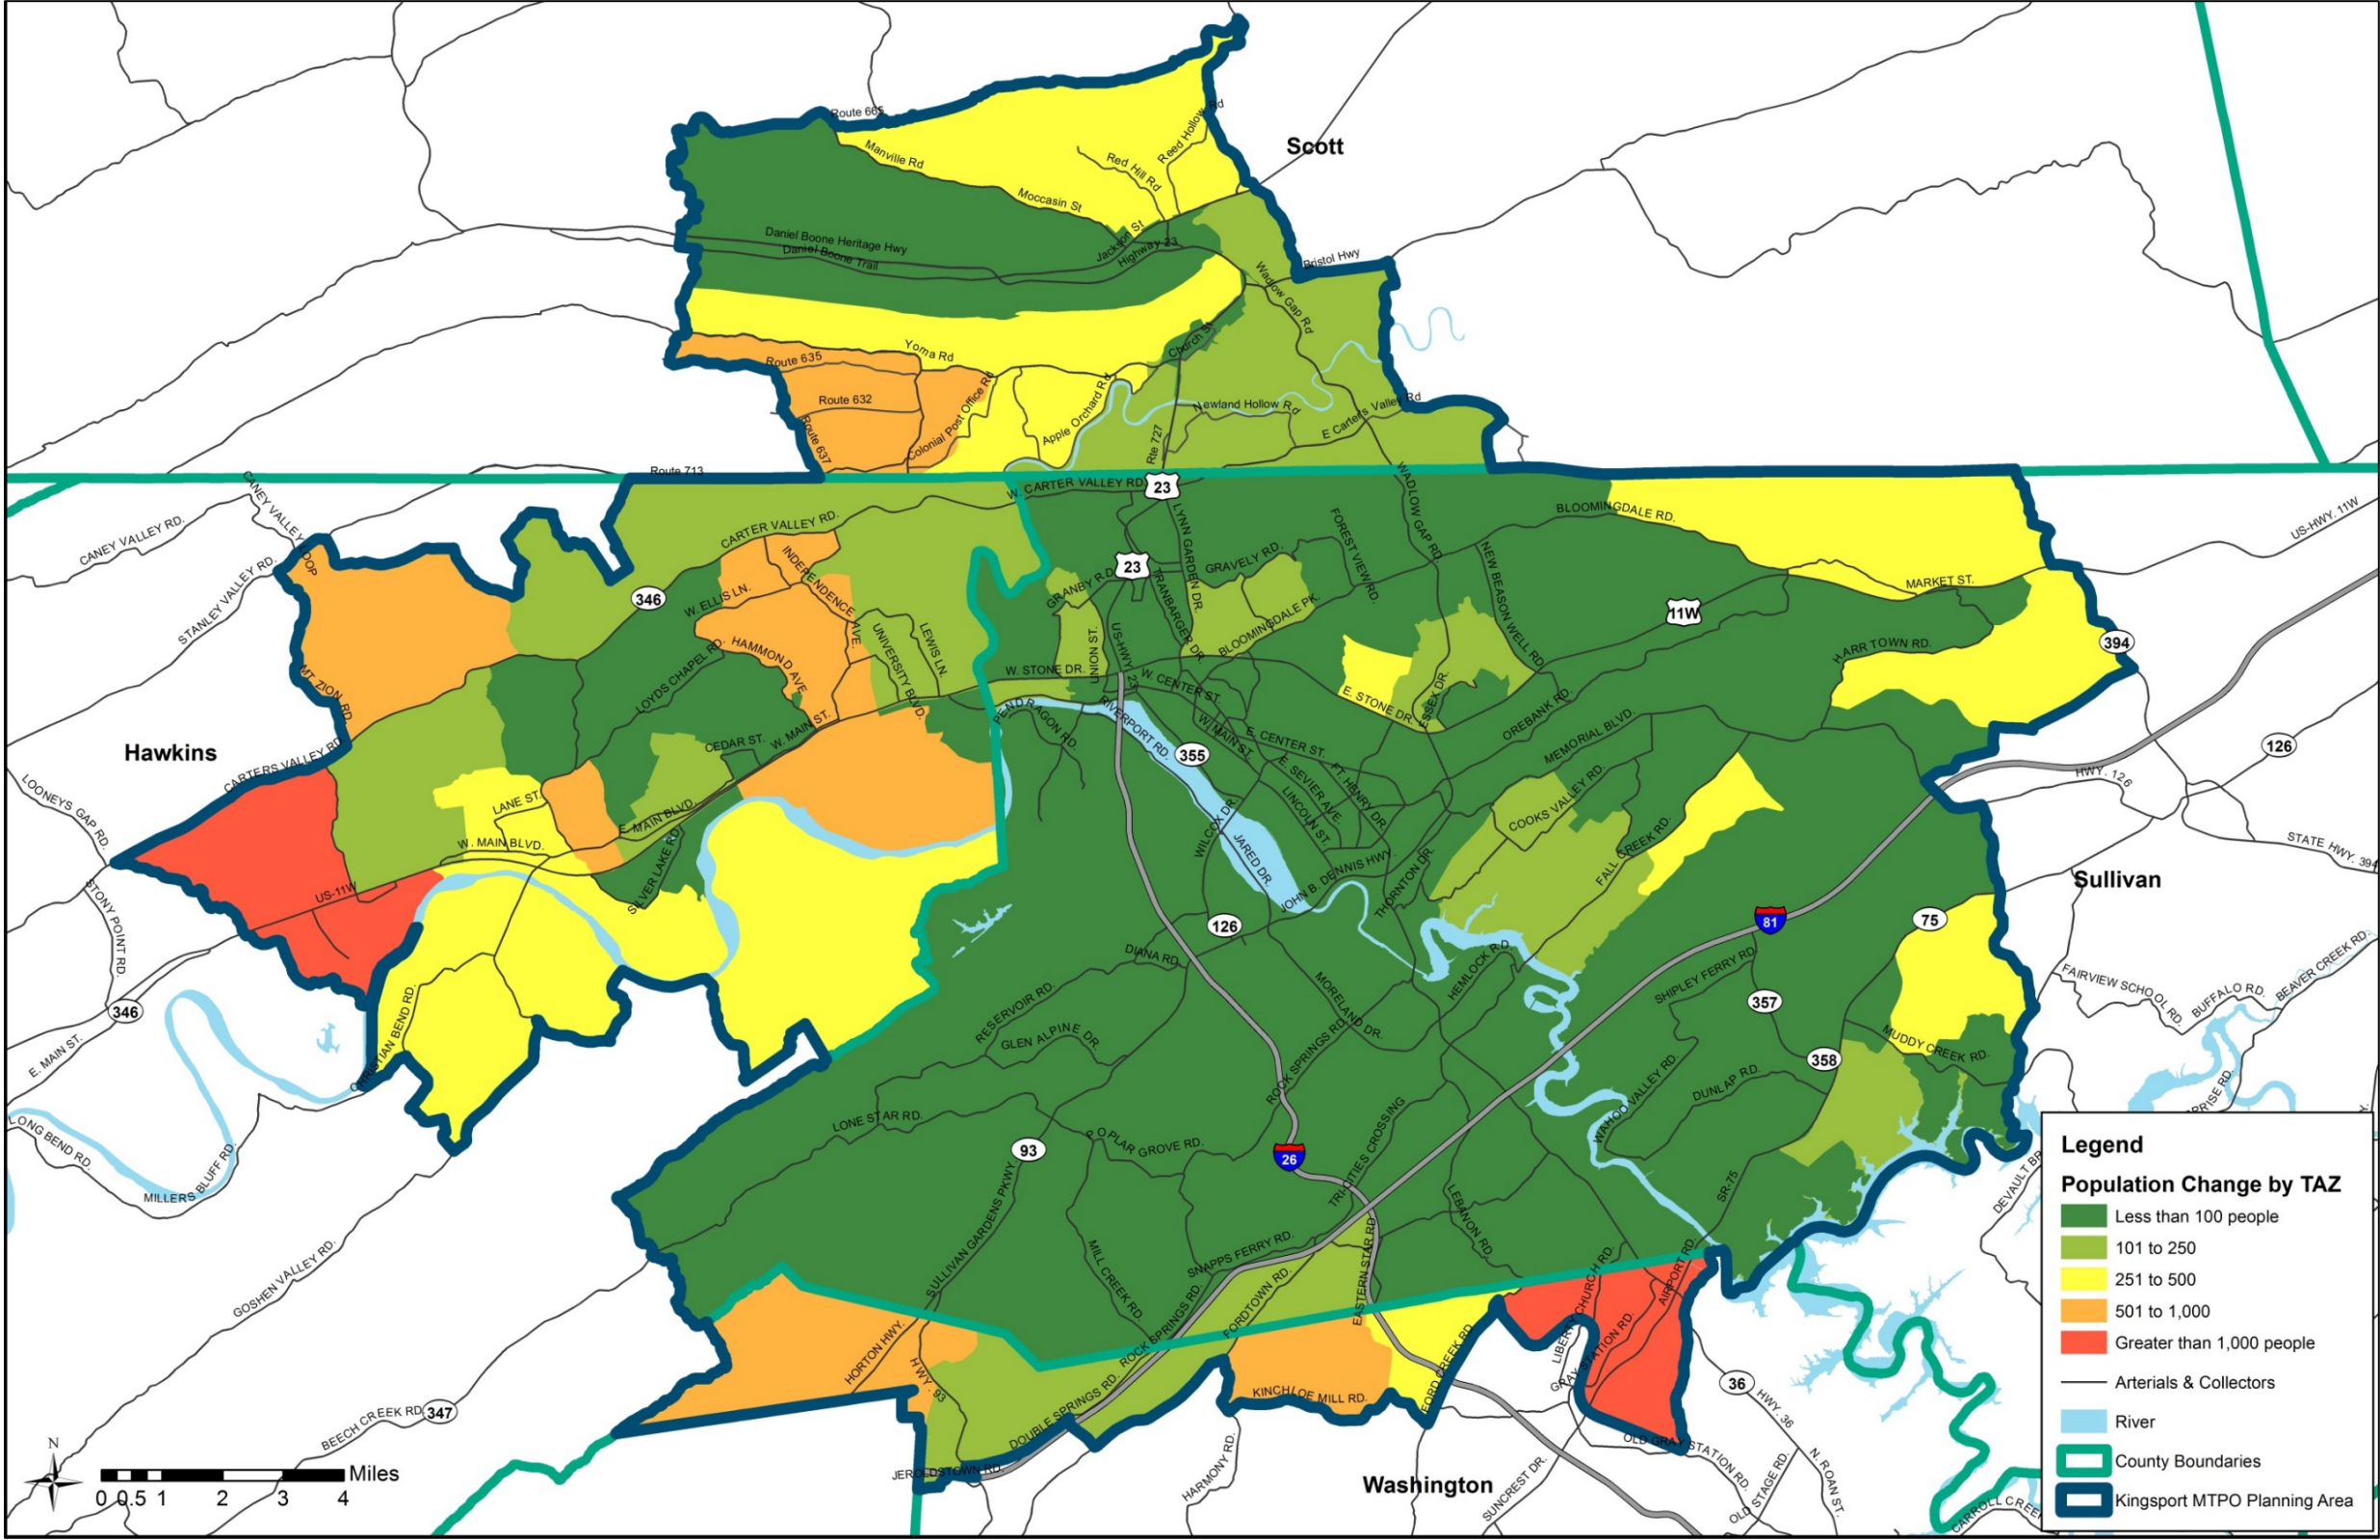 Route 665
Scott
Manville Rd
Red Hill Rd
Reed Hollow Rd
Moccasin St
Daniel Boone Heritage Hwy
Daniel Boone Trail
Jackson St
Highway 23
Bristol Hwy
Wadlow Gap Rd
Church St
Yoma Rd
Route 635
Route 632
Route 637
Colonial Post Office Rd
Apple Orchard Rd
Newland Hollow Rd
E Carters Valley Rd
Rte 727
Route 713
CANEY VALLEY RD.
CANEY VALLEY LOOP
STANLEY VALLEY RD.
W. CARTER VALLEY RD.
23
CARTER VALLEY RD.
WADLOW GAP RD.
BLOOMINGDALE RD.
US-HWY. 11W
LYNN GARDEN DR.
FOREST VIEW RD.
INDEPENDENCE AVE.
GRAVELY RD.
23
GRANBY RD.
TRANBARGER DR.
NEW BEASON WELL RD.
MARKET ST.
346
W. ELLIS LN.
11W
394
BLOOMINGDALE PK.
UNIVERSITY BLVD.
LEWIS LN.
UNION ST.
US-HWY 23
HAMMOND AVE
LOYDS CHAPEL RD.
HARR TOWN RD.
MT. ZION RD.
W. STONE DR.
W. CENTER ST.
E. STONE DR.
ESSEX DR.
OREBANK RD.
PENDRAGON RD.
RIVERPORT RD.
W. MAIN ST.
Hawkins
CARTERS VALLEY RD.
CEDAR ST.
W. MAIN ST.
355
E. CENTER ST.
MEMORIAL BLVD.
126
HWY. 126
LOONEYS GAP RD.
LANE ST.
E. MAIN BLVD.
E. SEVIER AVE.
FT. HENRY DR.
LINCOLN ST.
COOKS VALLEY RD.
W. MAIN BLVD.
WILCOX DR.
JARED DR.
FALL CREEK RD.
STATE HWY. 394
SILVER LAKE RD.
JOHN B. DENNIS HWY.
THORNTON DR.
US-11W
STONY POINT RD.
Sullivan
126
81
75
DIANA RD.
HEMLOCK RD.
SHIPLEY FERRY RD.
FAIRVIEW SCHOOL RD.
BUFFALO RD.
BEAVER CREEK RD.
346
RESERVOIR RD.
MORELAND DR.
357
E. MAIN ST.
CHRISTIAN BEND RD.
GLEN ALPINE DR.
ROCK SPRINGS RD.
MUDDY CREEK RD.
358
WAHOO VALLEY RD.
DUNLAP RD.
LONG BEND RD.
LONE STAR RD.
93
POPLAR GROVE RD.
26
TRI-CITIES CROSSING
MILLERS BLUFF RD.
SULLIVAN GARDENS PKWY.
LEBANON RD.
SR-75
MILL CREEK RD.
SNAPPS FERRY RD.
EASTERN STAR RD.
GOSHEN VALLEY RD.
ROCK SPRINGS RD.
FORDTOWN RD.
LIBERTY CHURCH RD.
AIRPORT RD.
HORTON HWY.
HWY. 93
FORD CREEK RD.
GRAY STATION RD.
KINCHLOE MILL RD.
36
HWY. 36
BEECH CREEK RD.
347
DOUBLE SPRINGS RD.
JEROLDSTOWN RD.
HARMONY RD.
Washington
SUNCREST DR.
OLD GRAY STATION RD.
OLD STAGE RD.
N. ROAN ST.
CARROLL CREE
DEVAULT BR
PRISE RD.
N
Miles
0 0.5 1 2 3 4
Legend
Population Change by TAZ
Less than 100 people
101 to 250
251 to 500
501 to 1,000
Greater than 1,000 people
Arterials & Collectors
River
County Boundaries
Kingsport MTPO Planning Area